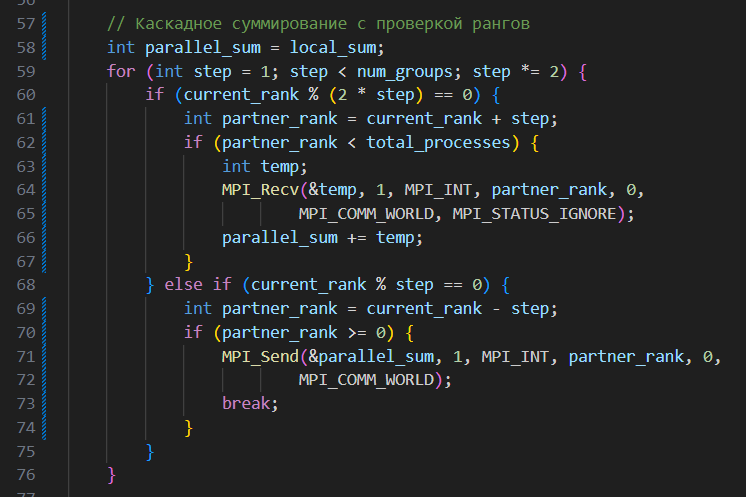 57 // Каскадное суммирование с проверкой рангов
58 int parallel_sum = local_sum;
59 for (int step = 1; step < num_groups; step *= 2) {
60     if (current_rank % (2 * step) == 0) {
61         int partner_rank = current_rank + step;
62         if (partner_rank < total_processes) {
63             int temp;
64             MPI_Recv(&temp, 1, MPI_INT, partner_rank, 0,
65                     MPI_COMM_WORLD, MPI_STATUS_IGNORE);
66             parallel_sum += temp;
67         }
68     } else if (current_rank % step == 0) {
69         int partner_rank = current_rank - step;
70         if (partner_rank >= 0) {
71             MPI_Send(&parallel_sum, 1, MPI_INT, partner_rank, 0,
72                     MPI_COMM_WORLD);
73             break;
74         }
75     }
76 }